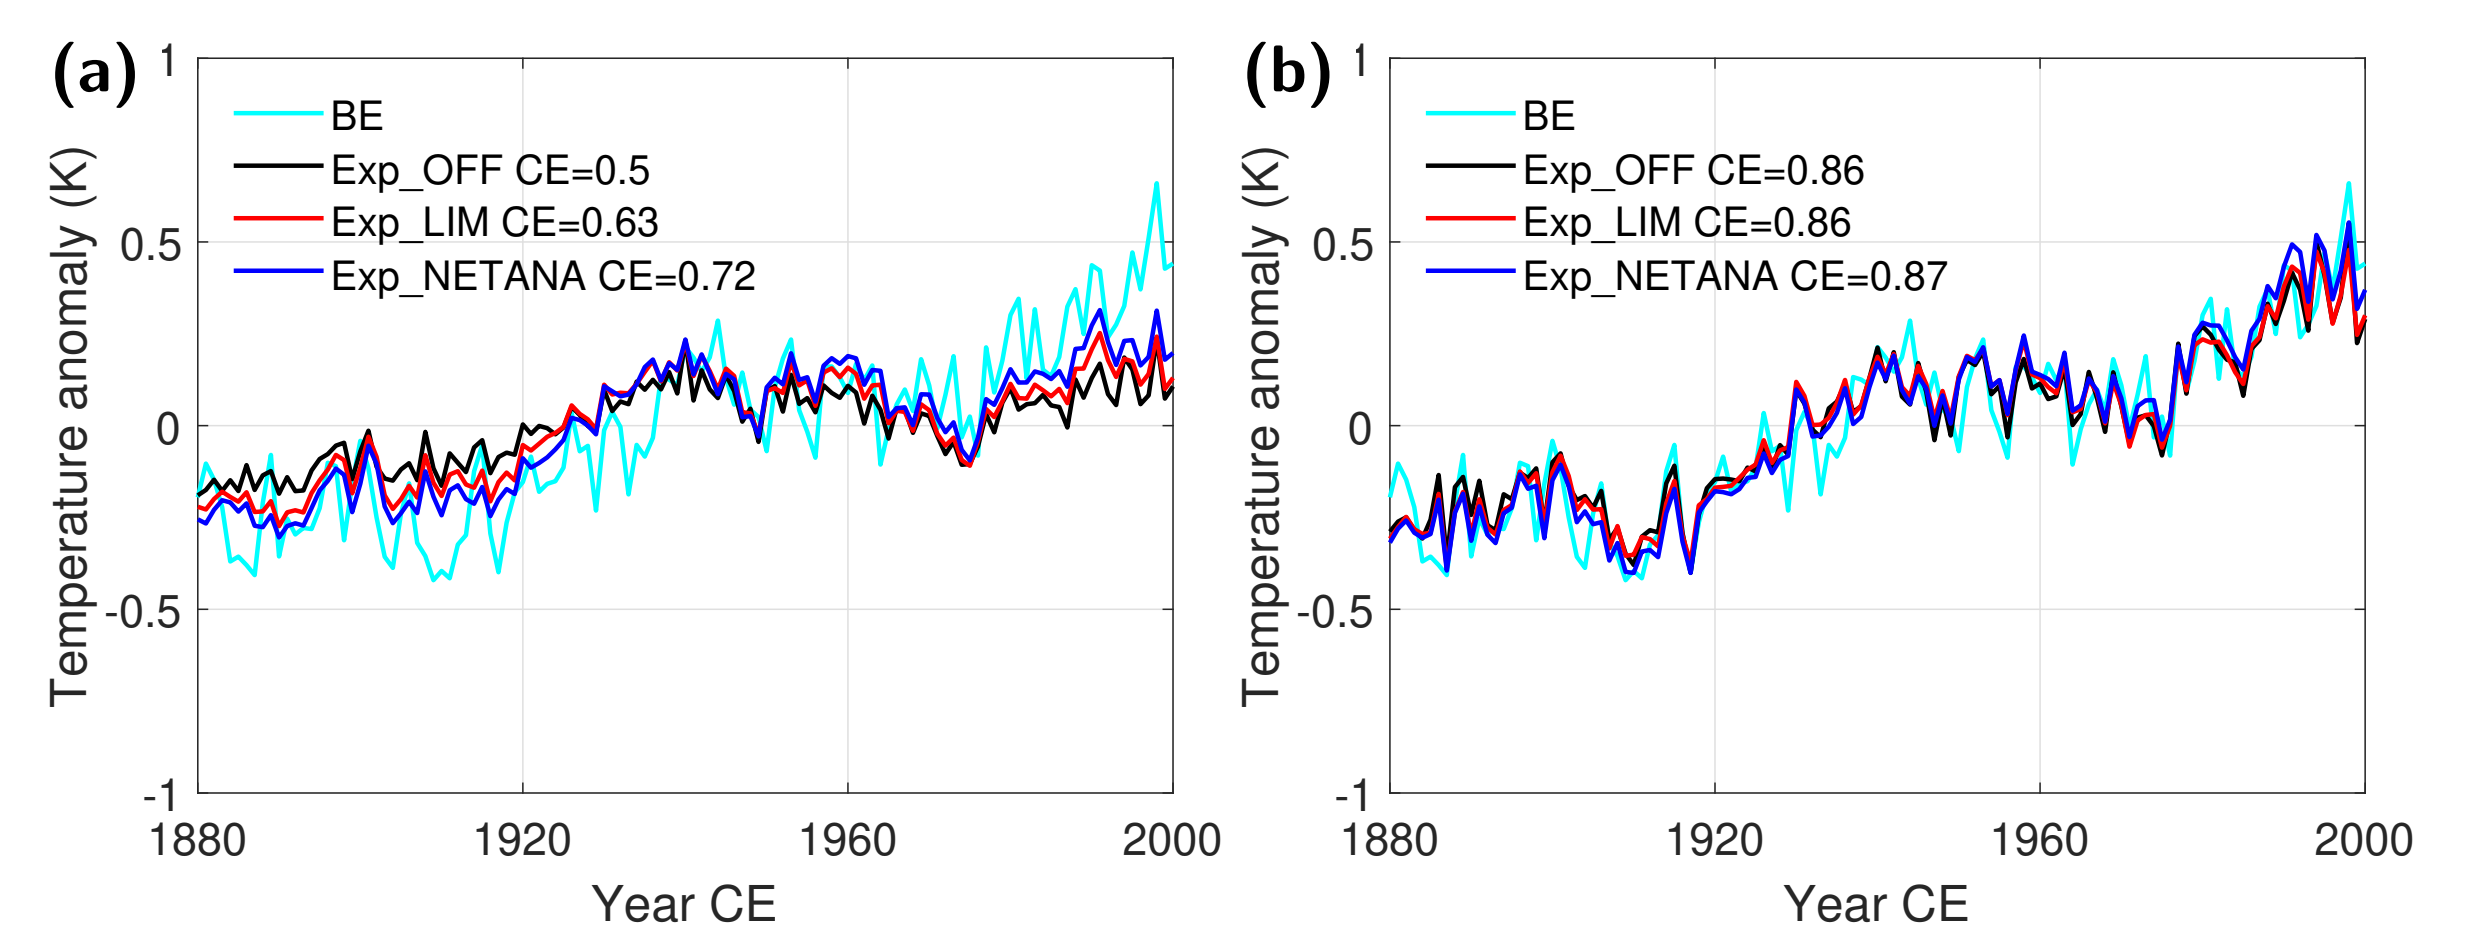 (a)
1
0.5
0
-0.5
-1
Temperature anomaly (K)
BE
Exp_OFF CE=0.5
Exp_LIM CE=0.63
Exp_NETANA CE=0.72
1880
1920
1960
2000
Year CE
(b)
1
0.5
0
-0.5
-1
Temperature anomaly (K)
BE
Exp_OFF CE=0.86
Exp_LIM CE=0.86
Exp_NETANA CE=0.87
1880
1920
1960
2000
Year CE